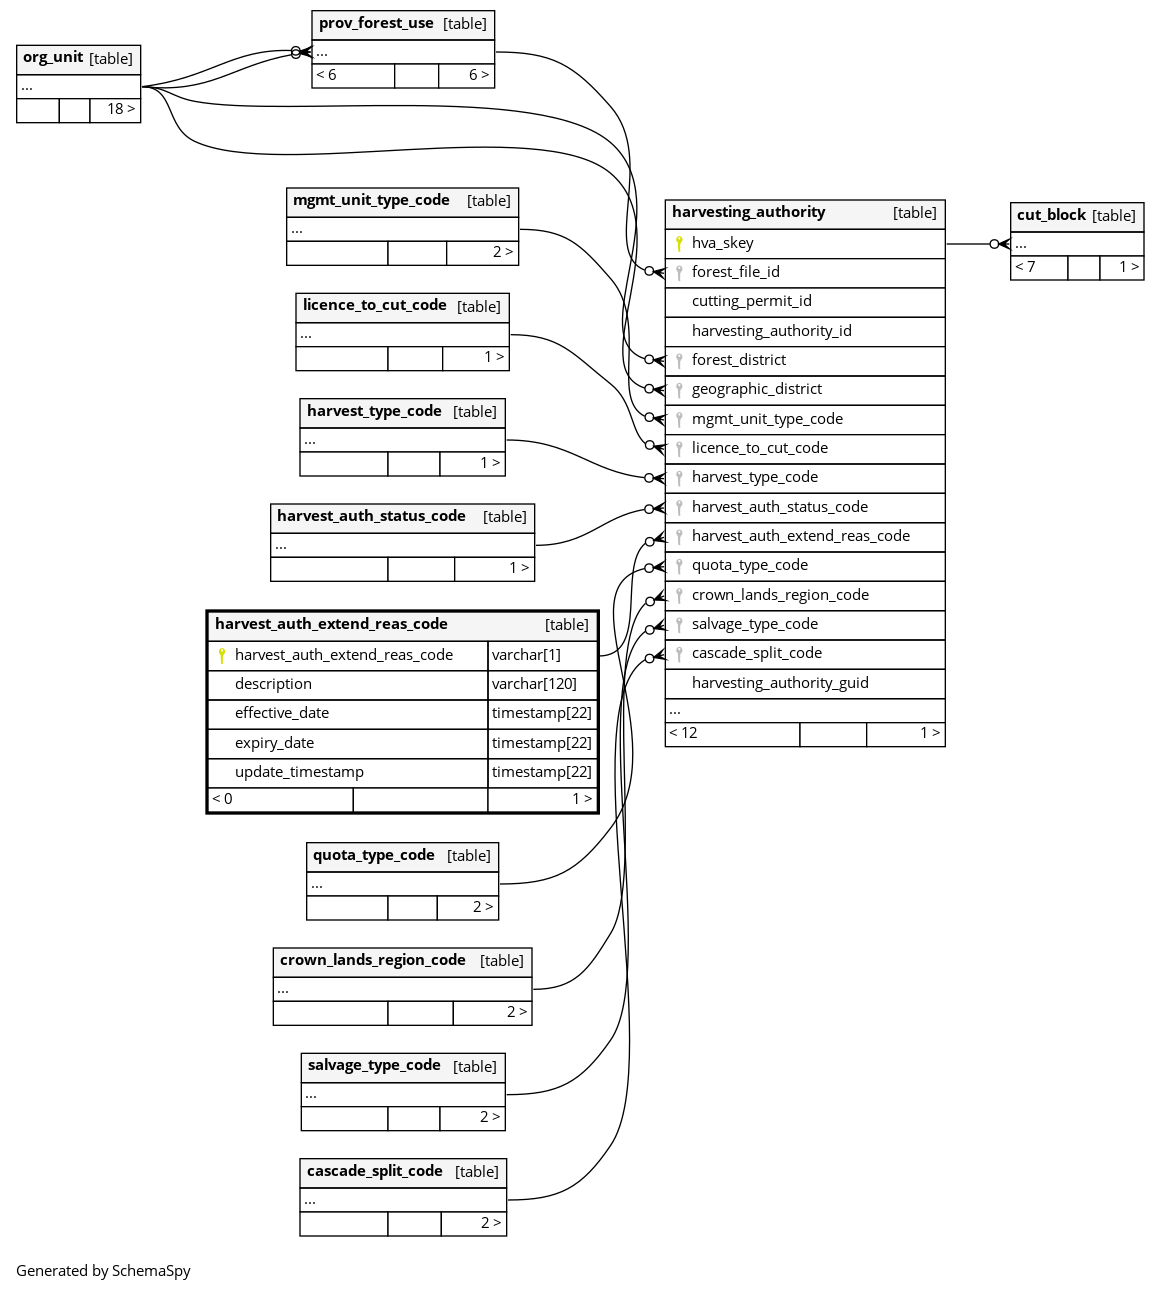 prov_forest_use [table]
...
< 6 6 >
org_unit [table]
...
18 >
mgmt_unit_type_code [table]
...
2 >
licence_to_cut_code [table]
...
1 >
harvest_type_code [table]
...
1 >
harvest_auth_status_code [table]
...
1 >
harvest_auth_extend_reas_code [table]
harvest_auth_extend_reas_code varchar[1]
description varchar[120]
effective_date timestamp[22]
expiry_date timestamp[22]
update_timestamp timestamp[22]
< 0 1 >
quota_type_code [table]
...
2 >
crown_lands_region_code [table]
...
2 >
salvage_type_code [table]
...
2 >
cascade_split_code [table]
...
2 >
harvesting_authority [table]
hva_skey
forest_file_id
cutting_permit_id
harvesting_authority_id
forest_district
geographic_district
mgmt_unit_type_code
licence_to_cut_code
harvest_type_code
harvest_auth_status_code
harvest_auth_extend_reas_code
quota_type_code
crown_lands_region_code
salvage_type_code
cascade_split_code
harvesting_authority_guid
...
< 12 1 >
cut_block [table]
...
< 7 1 >
Generated by SchemaSpy